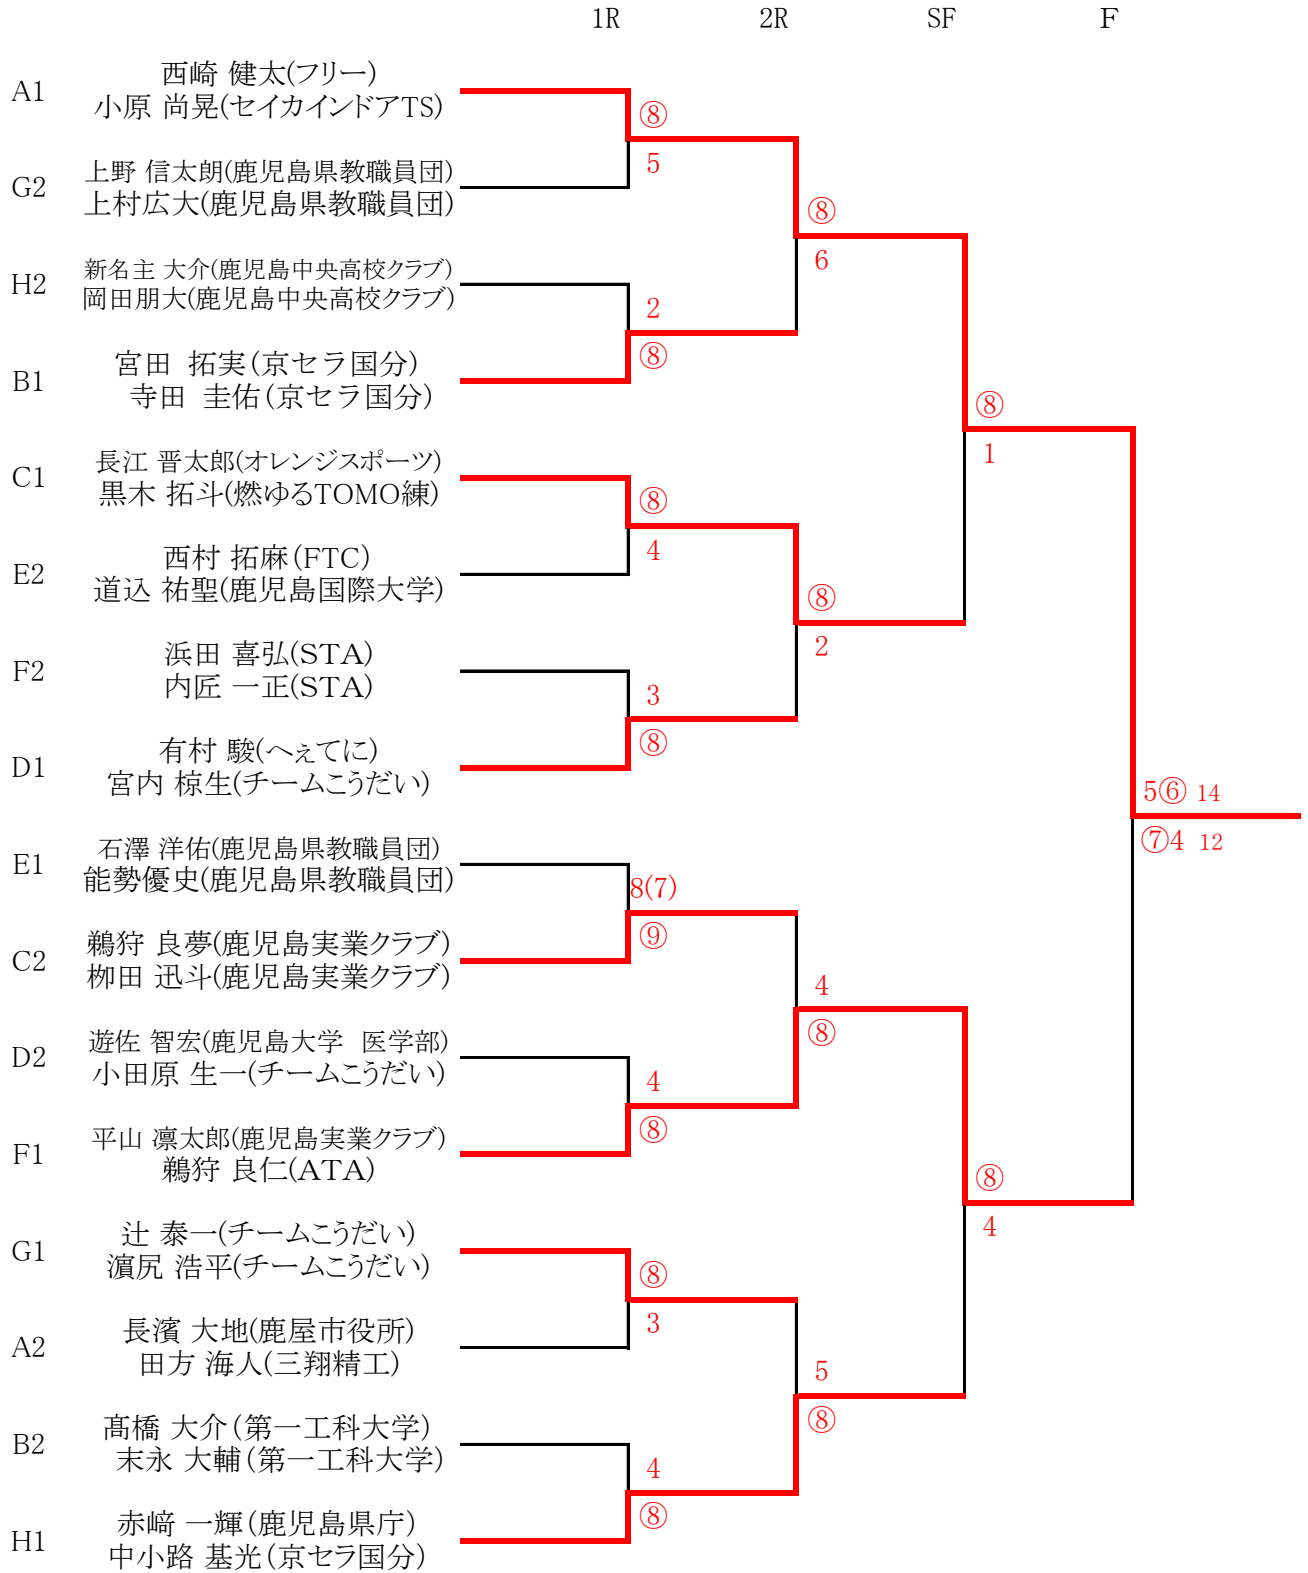 1R 2R SF F
A1
西崎 健太(フリー)
小原 尚晃(セイカインドアTS)
⑧
5
G2
上野 信太朗(鹿児島県教職員団)
上村広大(鹿児島県教職員団)
⑧
6
H2
新名主 大介(鹿児島中央高校クラブ)
岡田朋大(鹿児島中央高校クラブ)
2
⑧
B1
宮田 拓実(京セラ国分)
寺田 圭佑(京セラ国分)
⑧
1
C1
長江 晋太郎(オレンジスポーツ)
黒木 拓斗(燃ゆるTOMO練)
⑧
4
E2
西村 拓麻(FTC)
道込 祐聖(鹿児島国際大学)
⑧
2
F2
浜田 喜弘(STA)
内匠 一正(STA)
3
⑧
D1
有村 駿(へぇてに)
宮内 椋生(チームこうだい)
5⑥ 14
⑦4 12
E1
石澤 洋佑(鹿児島県教職員団)
能勢優史(鹿児島県教職員団)
8(7)
⑨
C2
鵜狩 良夢(鹿児島実業クラブ)
栁田 迅斗(鹿児島実業クラブ)
4
⑧
D2
遊佐 智宏(鹿児島大学 医学部)
小田原 生一(チームこうだい)
4
⑧
F1
平山 凛太郎(鹿児島実業クラブ)
鵜狩 良仁(ATA)
⑧
4
G1
辻 泰一(チームこうだい)
濵尻 浩平(チームこうだい)
⑧
3
A2
長濱 大地(鹿屋市役所)
田方 海人(三翔精工)
5
⑧
B2
髙橋 大介(第一工科大学)
末永 大輔(第一工科大学)
4
⑧
H1
赤﨑 一輝(鹿児島県庁)
中小路 基光(京セラ国分)